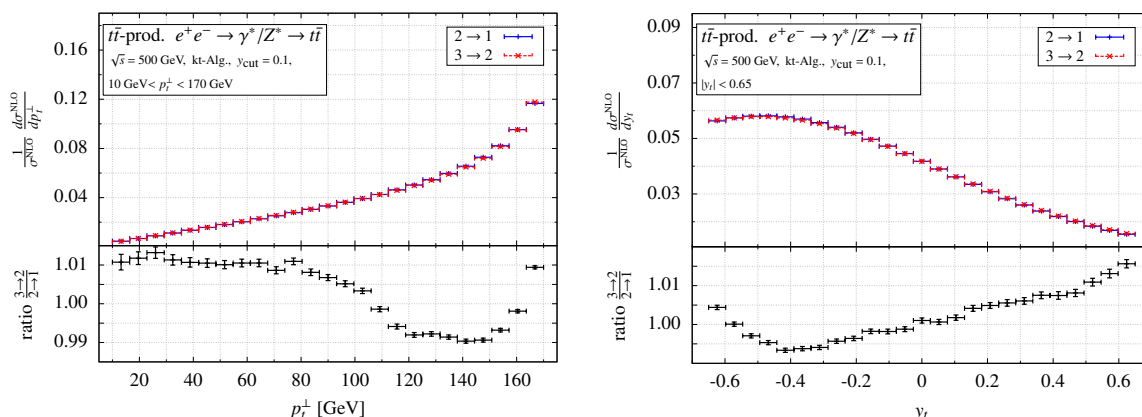 tt̄-prod. e⁺e⁻ → γ*/Z* → tt̄
√s = 500 GeV, kt-Alg., y_cut = 0.1,
10 GeV< p_t^⊥ < 170 GeV
2 → 1
3 → 2
1/σ^NLO dσ^NLO/dp_t^⊥
0.16
0.12
0.08
0.04
ratio 3→2/2→1
1.01
1.00
0.99
20 40 60 80 100 120 140 160
p_t^⊥ [GeV]
tt̄-prod. e⁺e⁻ → γ*/Z* → tt̄
√s = 500 GeV, kt-Alg., y_cut = 0.1,
|y_t| < 0.65
2 → 1
3 → 2
1/σ^NLO dσ^NLO/dy_t
0.09
0.07
0.05
0.03
ratio 3→2/2→1
1.01
1.00
-0.6 -0.4 -0.2 0 0.2 0.4 0.6
y_t